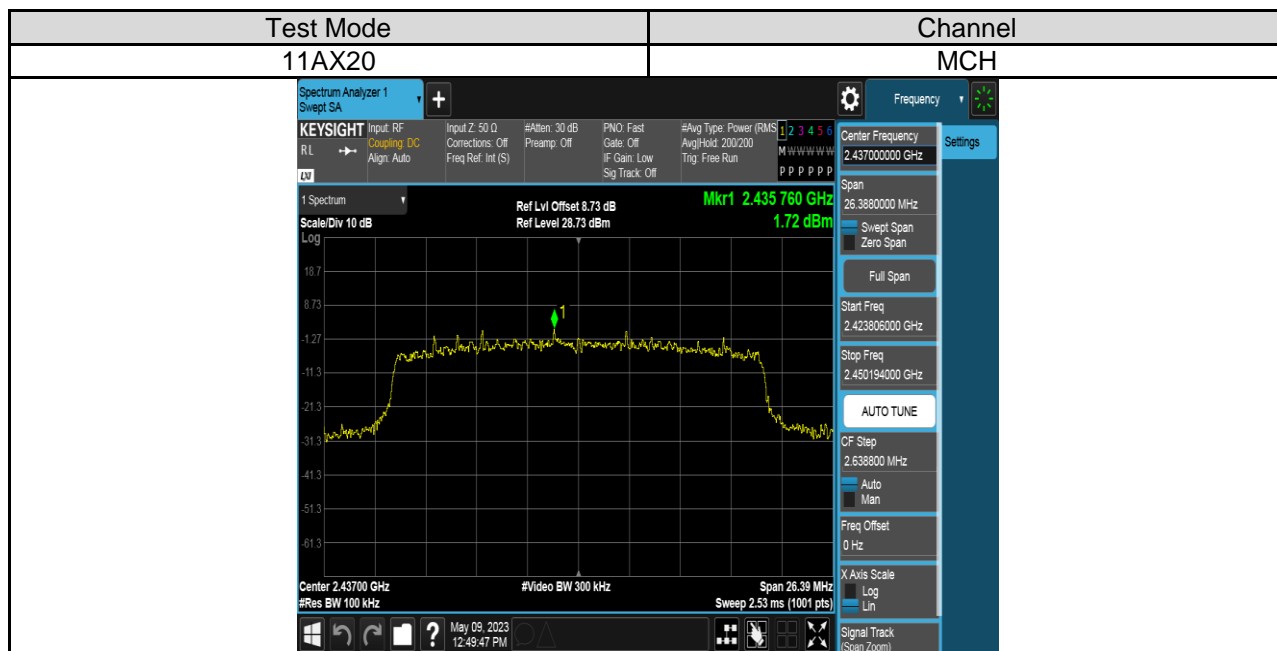 Test Mode Channel
11AX20 MCH
Spectrum Analyzer 1
Swept SA
+
Frequency
KEYSIGHT Input: RF Input Z: 50 Ω #Atten: 30 dB PNO: Fast #Avg Type: Power (RMS 1 2 3 4 5 6
Coupling: DC Corrections: Off Preamp: Off Gate: Off Avg|Hold: 200/200 M W W W W W
R L Align: Auto Freq Ref: Int (S) IF Gain: Low Trig: Free Run
LXI Sig Track: Off P P P P P P
1 Spectrum Ref Lvl Offset 8.73 dB Mkr1 2.435 760 GHz
Scale/Div 10 dB Ref Level 28.73 dBm 1.72 dBm
Log
18.7
8.73
-1.27
-11.3
-21.3
-31.3
-41.3
-51.3
-61.3
1
Center 2.43700 GHz #Video BW 300 kHz Span 26.39 MHz
#Res BW 100 kHz Sweep 2.53 ms (1001 pts)
? May 09, 2023
12:49:47 PM
Center Frequency
2.437000000 GHz
Settings
Span
26.3880000 MHz
Swept Span
Zero Span
Full Span
Start Freq
2.423806000 GHz
Stop Freq
2.450194000 GHz
AUTO TUNE
CF Step
2.638800 MHz
Auto
Man
Freq Offset
0 Hz
X Axis Scale
Log
Lin
Signal Track
(Span Zoom)